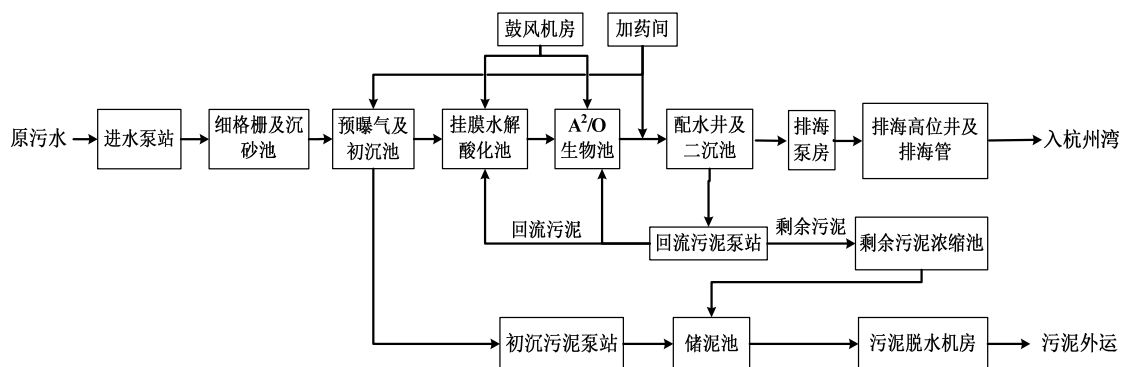 鼓风机房
加药间
原污水
进水泵站
细格栅及沉
砂池
预曝气及
初沉池
挂膜水解
酸化池
A²/O
生物池
配水井及
二沉池
排海
泵房
排海高位井及
排海管
入杭州湾
回流污泥
回流污泥泵站
剩余污泥
剩余污泥浓缩池
初沉污泥泵站
储泥池
污泥脱水机房
污泥外运